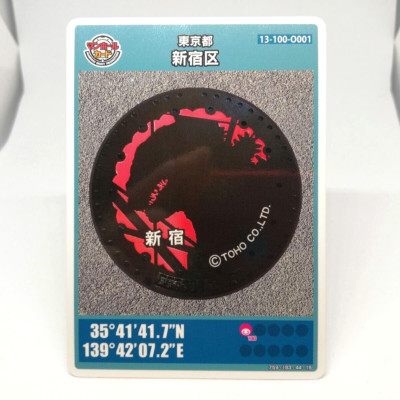 マンホール
カード
東京都
新宿区
13-100-O001
新宿
©TOHO CO.,LTD.
35°41'41.7"N
139°42'07.2"E